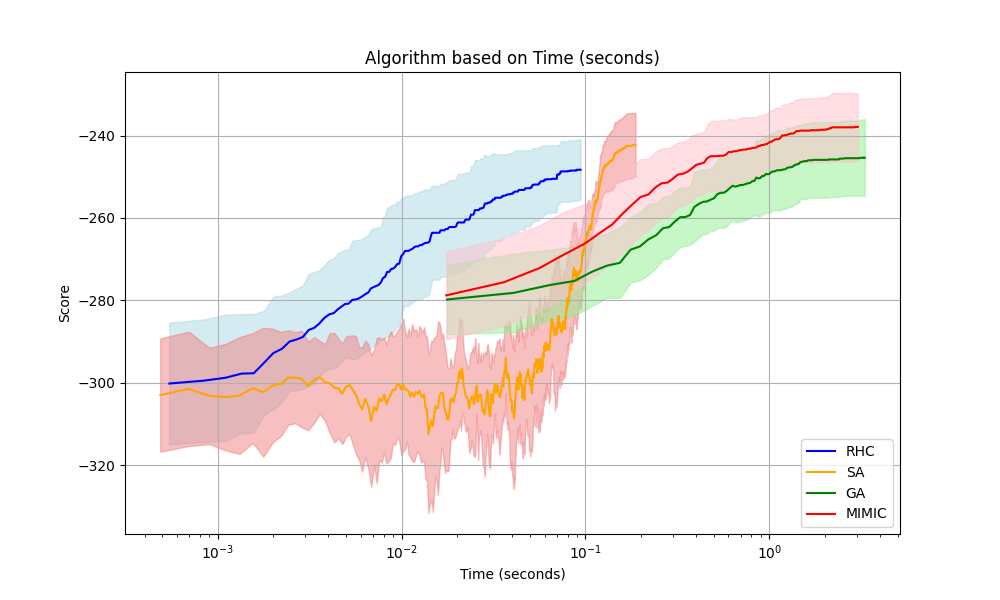 Algorithm based on Time (seconds)
Score
−240
−260
−280
−300
−320
10⁻³
10⁻²
10⁻¹
10⁰
Time (seconds)
RHC
SA
GA
MIMIC